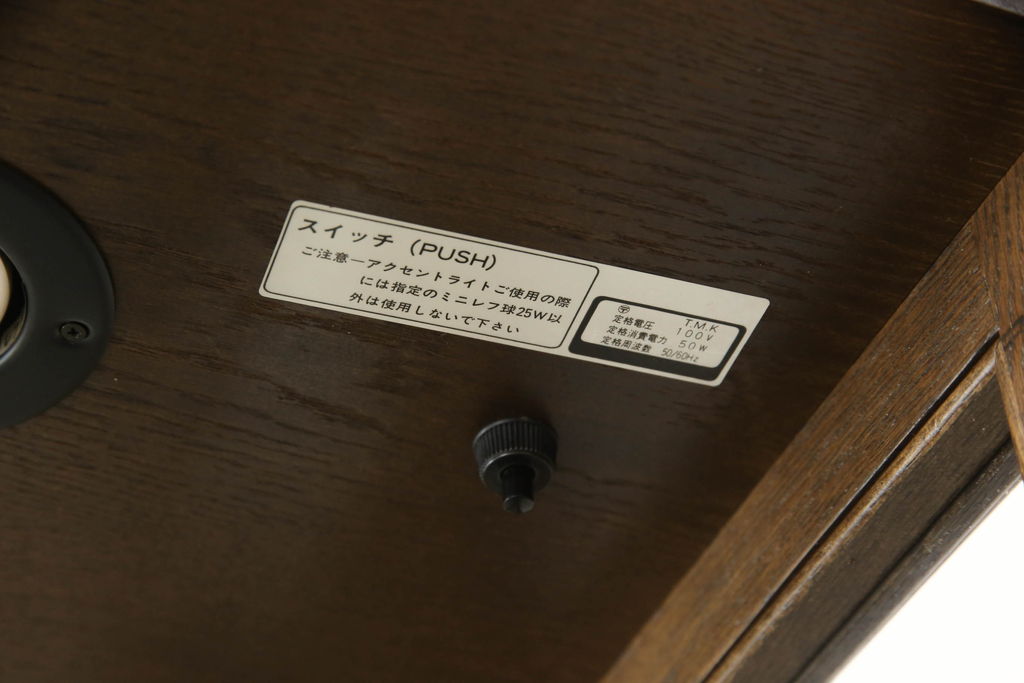 スイッチ (PUSH)
ご注意―アクセントライトご使用の際
には指定のミニレフ球25W以
外は使用しないで下さい
〒 T.M.K
定格電圧 100V
定格消費電力 50W
定格周波数 50/60Hz